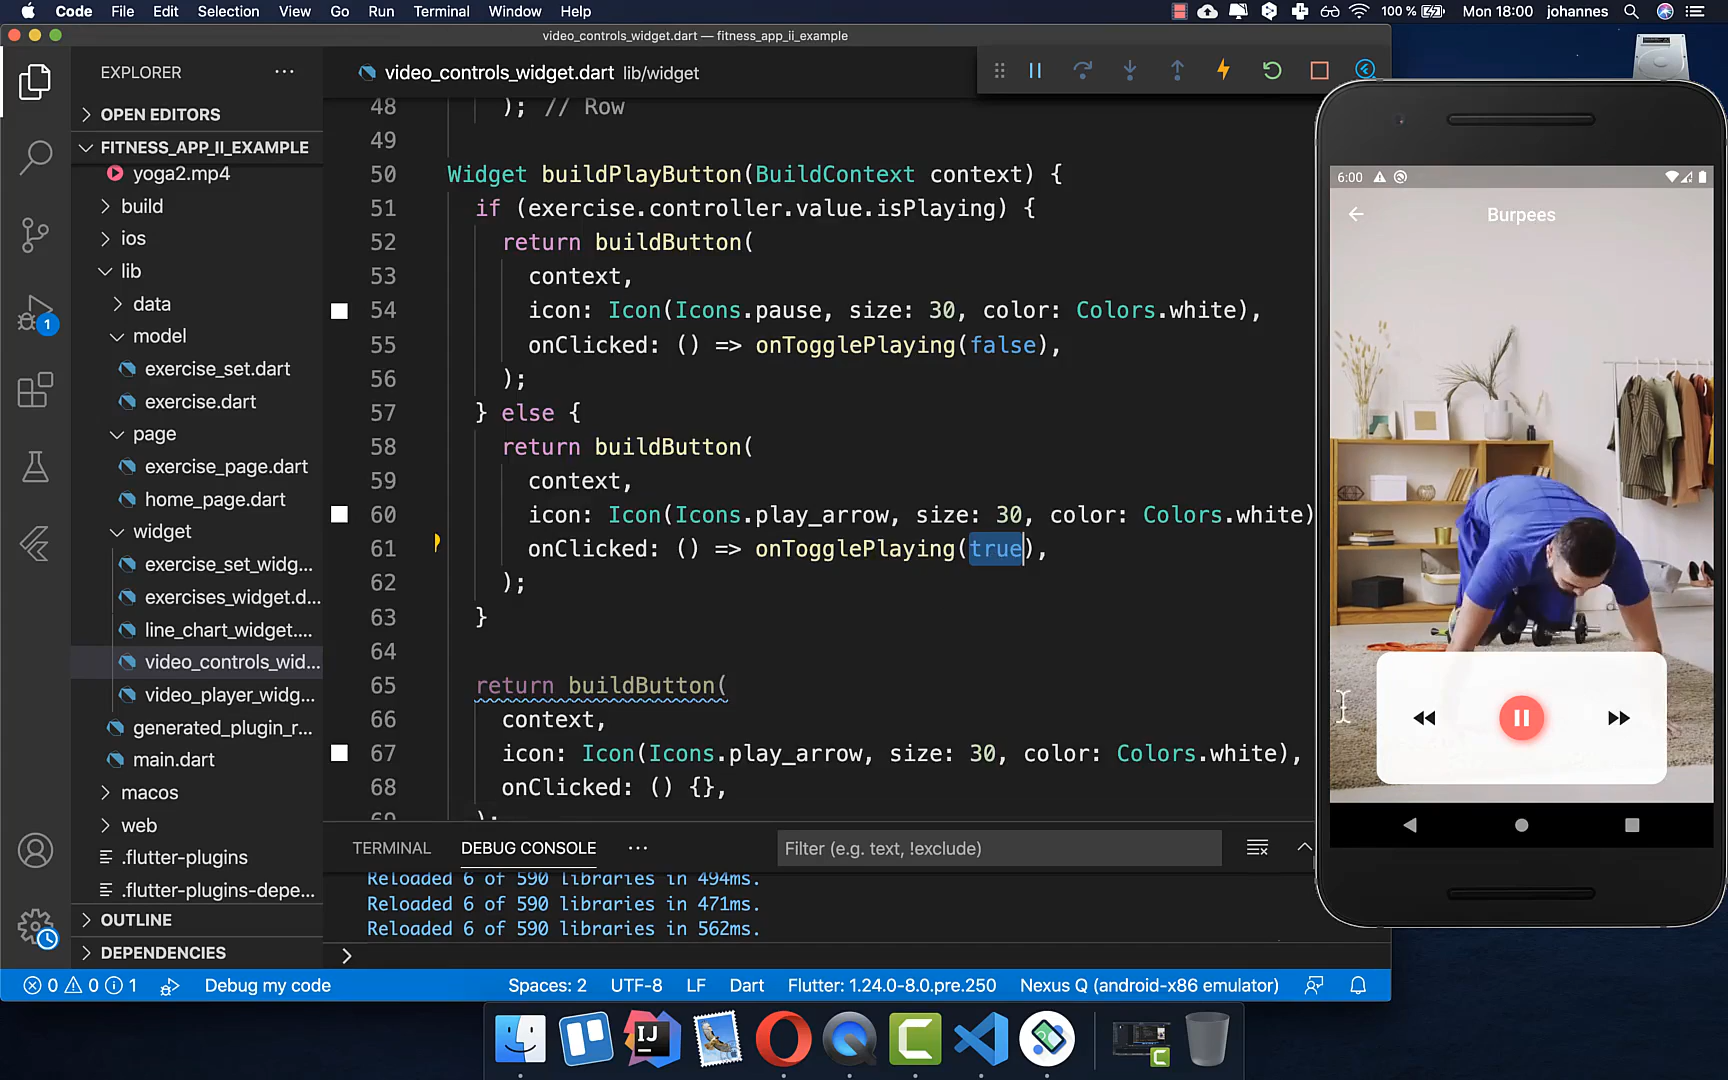 Code File Edit Selection View Go Run Terminal Window Help
100 % Mon 18:00 johannes
video_controls_widget.dart — fitness_app_ii_example
EXPLORER
OPEN EDITORS
FITNESS_APP_II_EXAMPLE
yoga2.mp4
build
ios
lib
data
model
exercise_set.dart
exercise.dart
page
exercise_page.dart
home_page.dart
widget
exercise_set_widg...
exercises_widget.d...
line_chart_widget....
video_controls_wid...
video_player_widg...
generated_plugin_r...
main.dart
macos
web
.flutter-plugins
.flutter-plugins-depe...
OUTLINE
DEPENDENCIES
1
video_controls_widget.dart lib/widget
48 ); // Row
49
50 Widget buildPlayButton(BuildContext context) {
51 if (exercise.controller.value.isPlaying) {
52 return buildButton(
53 context,
54 icon: Icon(Icons.pause, size: 30, color: Colors.white),
55 onClicked: () => onTogglePlaying(false),
56 );
57 } else {
58 return buildButton(
59 context,
60 icon: Icon(Icons.play_arrow, size: 30, color: Colors.white)
61 onClicked: () => onTogglePlaying(true),
62 );
63 }
64
65 return buildButton(
66 context,
67 icon: Icon(Icons.play_arrow, size: 30, color: Colors.white),
68 onClicked: () {},
69 );
TERMINAL DEBUG CONSOLE
Filter (e.g. text, !exclude)
Reloaded 6 of 590 libraries in 494ms.
Reloaded 6 of 590 libraries in 471ms.
Reloaded 6 of 590 libraries in 562ms.
0 0 1 Debug my code Spaces: 2 UTF-8 LF Dart Flutter: 1.24.0-8.0.pre.250 Nexus Q (android-x86 emulator)
6:00
Burpees
IJ